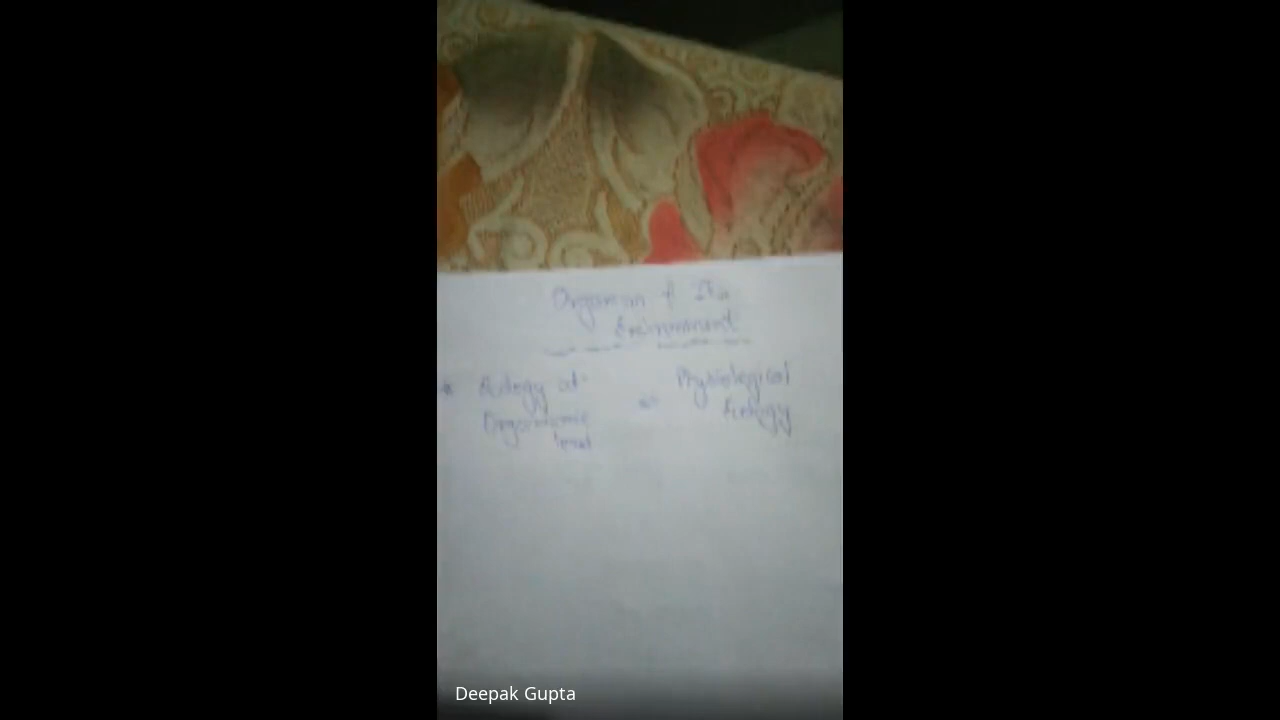 Organism & Its
Environment
* Ecology at
Organismic
level
= Physiological
Ecology
Deepak Gupta